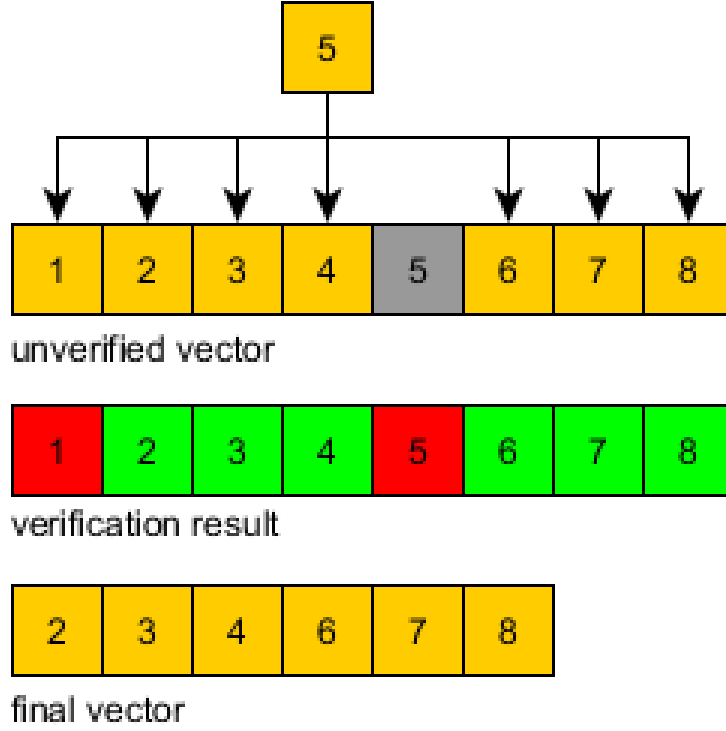 5
1 2 3 4 5 6 7 8
unverified vector
1 2 3 4 5 6 7 8
verification result
2 3 4 6 7 8
final vector